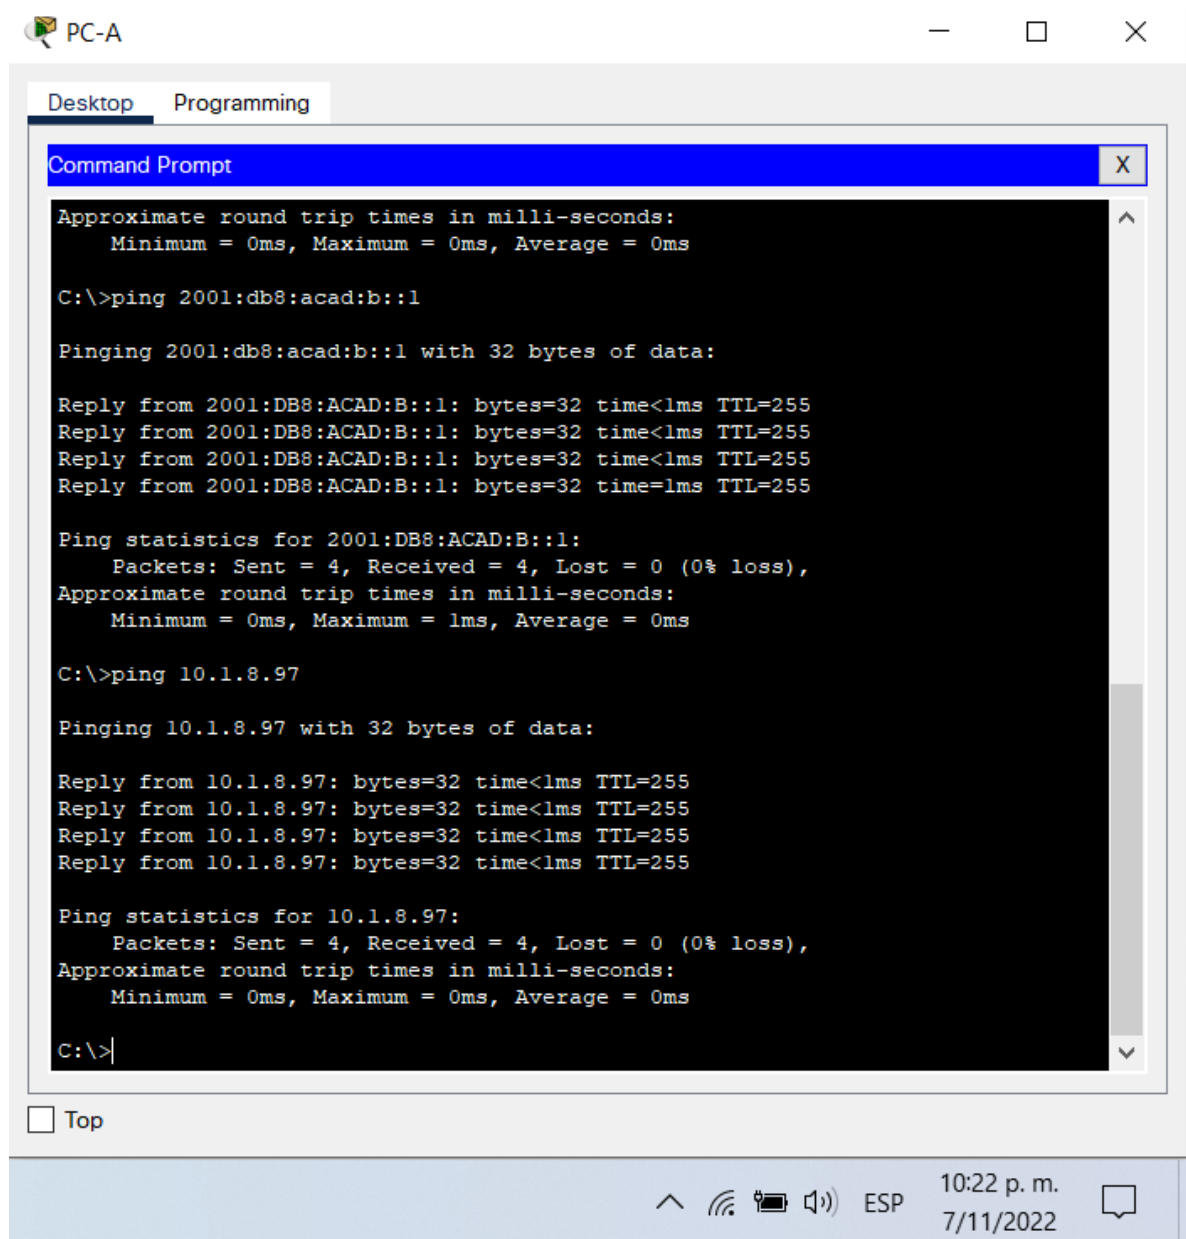 PC-A
Desktop Programming
Command Prompt X
Approximate round trip times in milli-seconds:
Minimum = 0ms, Maximum = 0ms, Average = 0ms
C:\>ping 2001:db8:acad:b::1
Pinging 2001:db8:acad:b::1 with 32 bytes of data:
Reply from 2001:DB8:ACAD:B::1: bytes=32 time<1ms TTL=255
Reply from 2001:DB8:ACAD:B::1: bytes=32 time<1ms TTL=255
Reply from 2001:DB8:ACAD:B::1: bytes=32 time<1ms TTL=255
Reply from 2001:DB8:ACAD:B::1: bytes=32 time=1ms TTL=255
Ping statistics for 2001:DB8:ACAD:B::1:
Packets: Sent = 4, Received = 4, Lost = 0 (0% loss),
Approximate round trip times in milli-seconds:
Minimum = 0ms, Maximum = 1ms, Average = 0ms
C:\>ping 10.1.8.97
Pinging 10.1.8.97 with 32 bytes of data:
Reply from 10.1.8.97: bytes=32 time<1ms TTL=255
Reply from 10.1.8.97: bytes=32 time<1ms TTL=255
Reply from 10.1.8.97: bytes=32 time<1ms TTL=255
Reply from 10.1.8.97: bytes=32 time<1ms TTL=255
Ping statistics for 10.1.8.97:
Packets: Sent = 4, Received = 4, Lost = 0 (0% loss),
Approximate round trip times in milli-seconds:
Minimum = 0ms, Maximum = 0ms, Average = 0ms
C:\>
Top
ESP
10:22 p. m.
7/11/2022